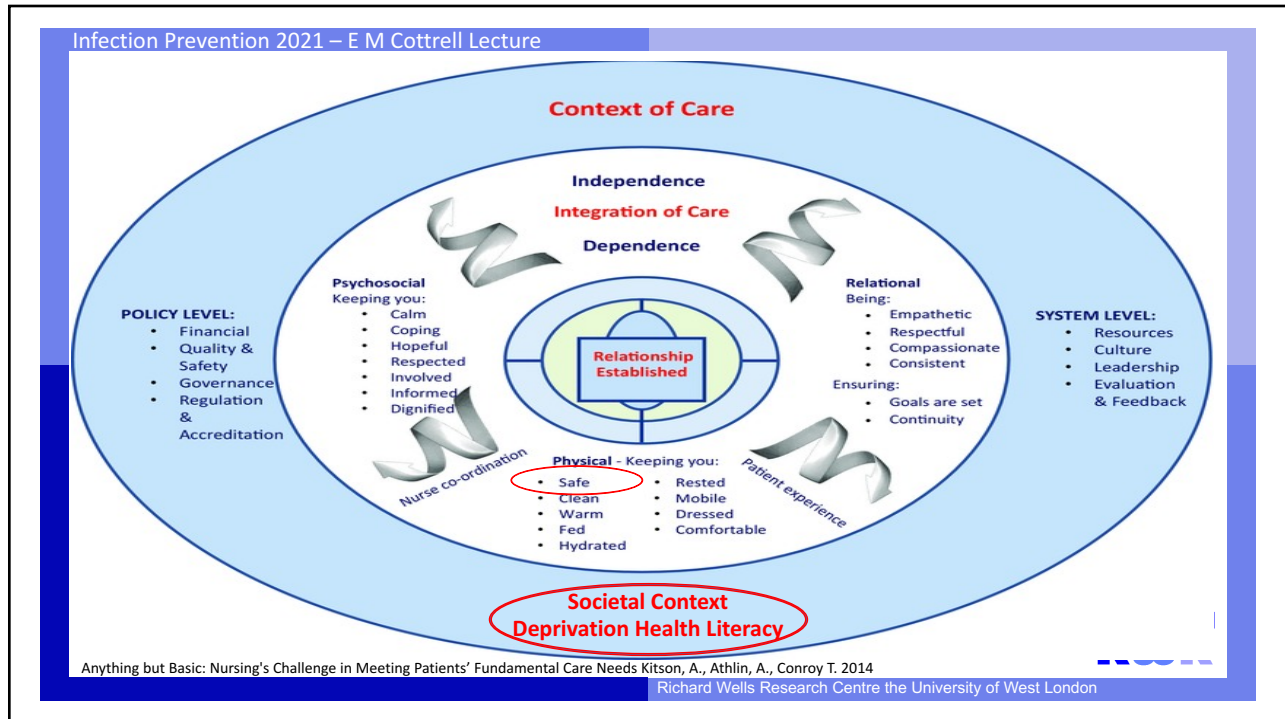 Infection Prevention 2021 – E M Cottrell Lecture
Context of Care
Independence
Integration of Care
Dependence
Psychosocial
Keeping you:
• Calm
• Coping
• Hopeful
• Respected
• Involved
• Informed
• Dignified
Relational
Being:
• Empathetic
• Respectful
• Compassionate
• Consistent
Ensuring:
• Goals are set
• Continuity
POLICY LEVEL:
• Financial
• Quality &
Safety
• Governance
• Regulation
&
Accreditation
SYSTEM LEVEL:
• Resources
• Culture
• Leadership
• Evaluation
& Feedback
Relationship
Established
Nurse co-ordination
Physical - Keeping you:
• Safe
• Clean
• Warm
• Fed
• Hydrated
• Rested
• Mobile
• Dressed
• Comfortable
Patient experience
Societal Context
Deprivation Health Literacy
Anything but Basic: Nursing's Challenge in Meeting Patients’ Fundamental Care Needs Kitson, A., Athlin, A., Conroy T. 2014
Richard Wells Research Centre the University of West London